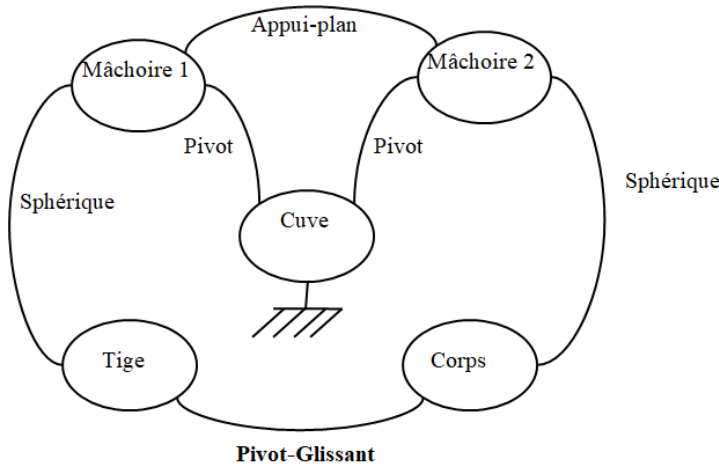 Appui-plan
Mâchoire 1
Mâchoire 2
Pivot
Pivot
Sphérique
Sphérique
Cuve
Tige
Corps
Pivot-Glissant